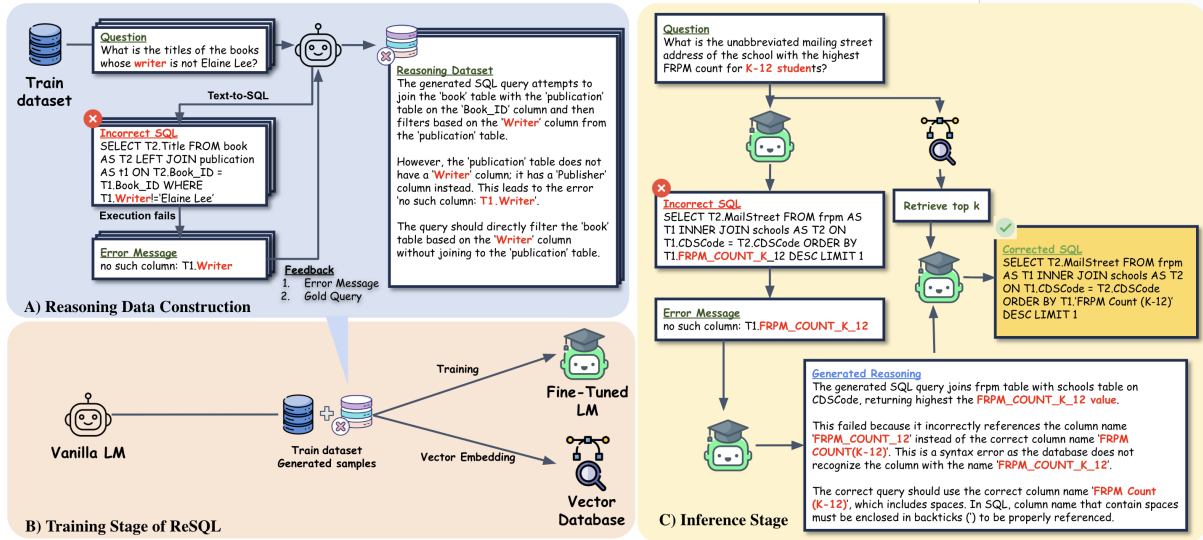 Question
What is the titles of the books
whose writer is not Elaine Lee?
Train
dataset
Text-to-SQL
Incorrect SQL
SELECT T2.Title FROM book
AS T2 LEFT JOIN publication
AS t1 ON T2.Book_ID =
T1.Book_ID WHERE
T1.Writer!='Elaine Lee'
Execution fails
Error Message
no such column: T1.Writer
Feedback
1. Error Message
2. Gold Query
Reasoning Dataset
The generated SQL query attempts to
join the 'book' table with the 'publication'
table on the 'Book_ID' column and then
filters based on the 'Writer' column from
the 'publication' table.
However, the 'publication' table does not
have a 'Writer' column; it has a 'Publisher'
column instead. This leads to the error
'no such column: T1.Writer'.
The query should directly filter the 'book'
table based on the 'Writer' column
without joining to the 'publication' table.
A) Reasoning Data Construction
Vanilla LM
Train dataset
Generated samples
Training
Fine-Tuned
LM
Vector Embedding
Vector
Database
B) Training Stage of ReSQL
Question
What is the unabbreviated mailing street
address of the school with the highest
FRPM count for K-12 students?
Incorrect SQL
SELECT T2.MailStreet FROM frpm AS
T1 INNER JOIN schools AS T2 ON
T1.CDSCode = T2.CDSCode ORDER BY
T1.FRPM_COUNT_K_12 DESC LIMIT 1
Retrieve top k
Corrected SQL
SELECT T2.MailStreet FROM frpm
AS T1 INNER JOIN schools AS T2
ON T1.CDSCode = T2.CDSCode
ORDER BY T1.'FRPM Count (K-12)'
DESC LIMIT 1
Error Message
no such column: T1.FRPM_COUNT_K_12
Generated Reasoning
The generated SQL query joins frpm table with schools table on
CDSCode, returning highest the FRPM_COUNT_K_12 value.
This failed because it incorrectly references the column name
'FRPM_COUNT_12' instead of the correct column name 'FRPM
COUNT(K-12)'. This is a syntax error as the database does not
recognize the column with the name 'FRPM_COUNT_K_12'.
The correct query should use the correct column name 'FRPM Count
(K-12)', which includes spaces. In SQL, column name that contain spaces
must be enclosed in backticks (') to be properly referenced.
C) Inference Stage